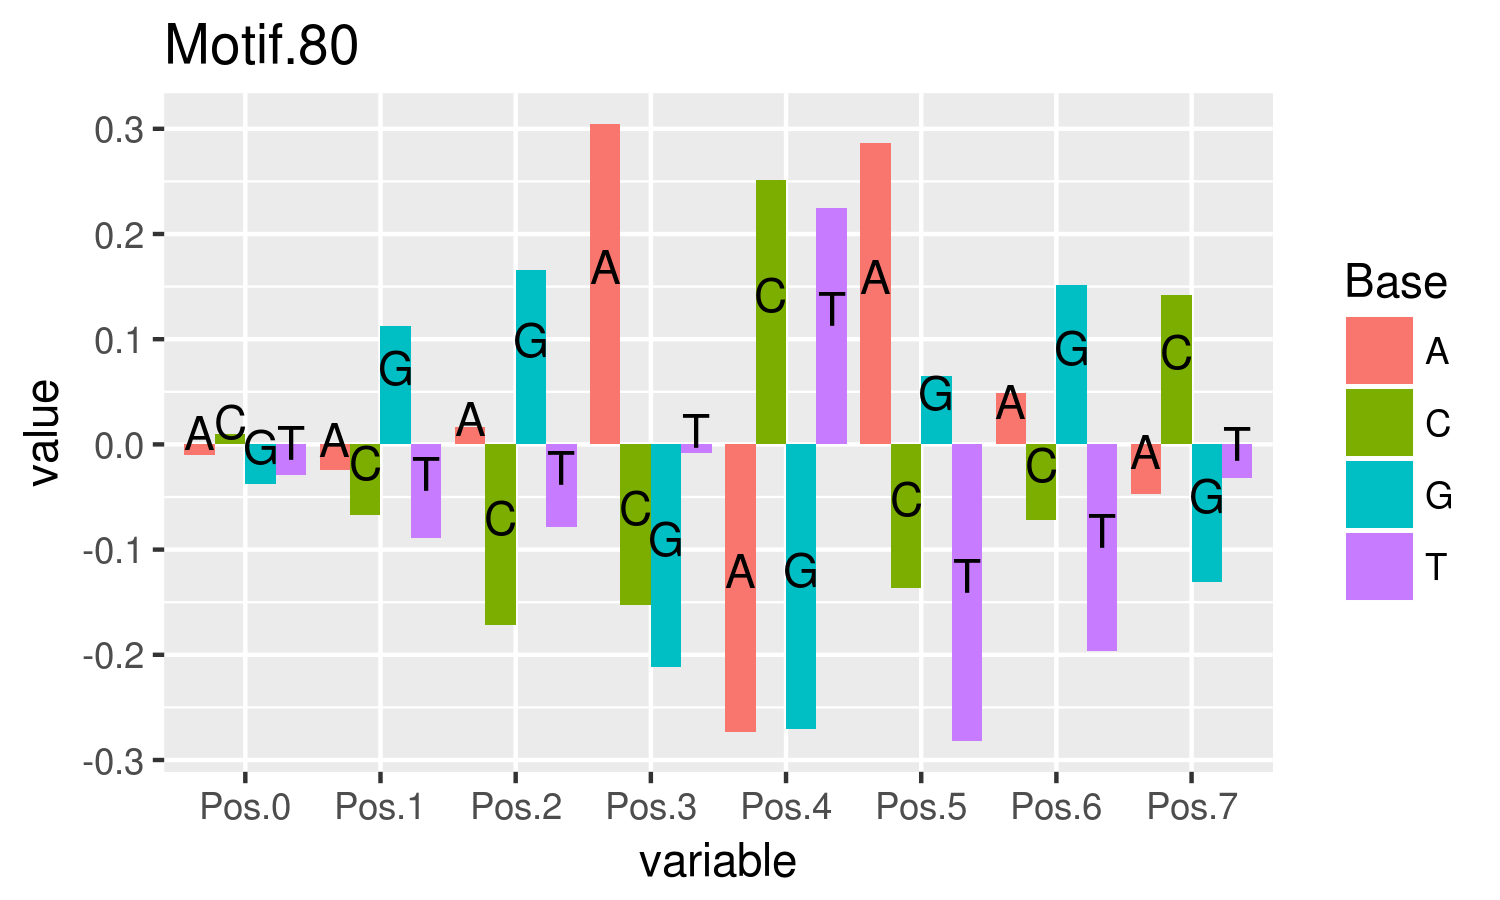 Motif.80
value
0.3
0.2
0.1
0.0
-0.1
-0.2
-0.3
A C G T A C G T A C G T A C G T A C G T A C G T A C G T A C G T
Pos.0 Pos.1 Pos.2 Pos.3 Pos.4 Pos.5 Pos.6 Pos.7
variable
Base
A
C
G
T